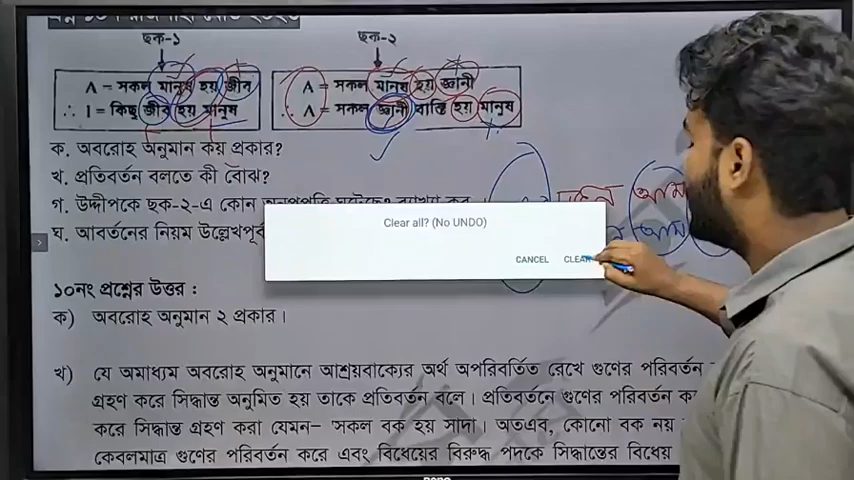 ছক-১ ছক-২
A = সকল মানুষ হয় জীব
∴ I = কিছু জীব হয় মানুষ
A = সকল মানুষ হয় জ্ঞানী
∴ A = সকল জ্ঞানী ব্যক্তি হয় মানুষ
ক. অবরোহ অনুমান কয় প্রকার?
খ. প্রতিবর্তন বলতে কী বোঝ?
গ. উদ্দীপকে ছক-২-এ কোন
ঘ. আবর্তনের নিয়ম উল্লেখপূর্ব
Clear all? (No UNDO)
CANCEL CLEAR
১০নং প্রশ্নের উত্তর :
ক) অবরোহ অনুমান ২ প্রকার।
খ) যে অমাধ্যম অবরোহ অনুমানে আশ্রয়বাক্যের অর্থ অপরিবর্তিত রেখে গুণের পরিবর্তন
গ্রহণ করে সিদ্ধান্ত অনুমিত হয় তাকে প্রতিবর্তন বলে। প্রতিবর্তনে গুণের পরিবর্তন
করে সিদ্ধান্ত গ্রহণ করা যেমন– 'সকল বক হয় সাদা। অতএব, কোনো বক নয়
কেবলমাত্র গুণের পরিবর্তন করে এবং বিধেয়ের বিরুদ্ধ পদকে সিদ্ধান্তের বিধেয়